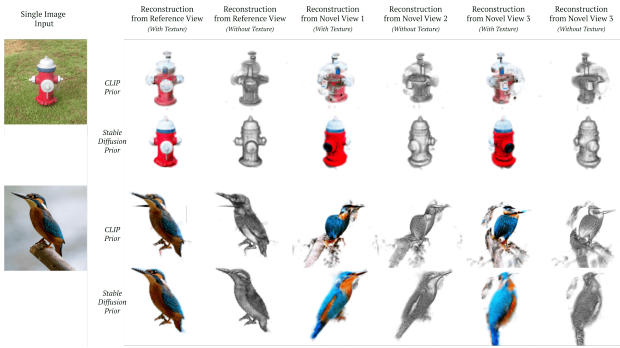 Single Image
Input
Reconstruction
from Reference View
(With Texture)
Reconstruction
from Reference View
(Without Texture)
Reconstruction
from Novel View 1
(With Texture)
Reconstruction
from Novel View 2
(Without Texture)
Reconstruction
from Novel View 3
(With Texture)
Reconstruction
from Novel View 3
(Without Texture)
CLIP
Prior
Stable
Diffusion
Prior
CLIP
Prior
Stable
Diffusion
Prior